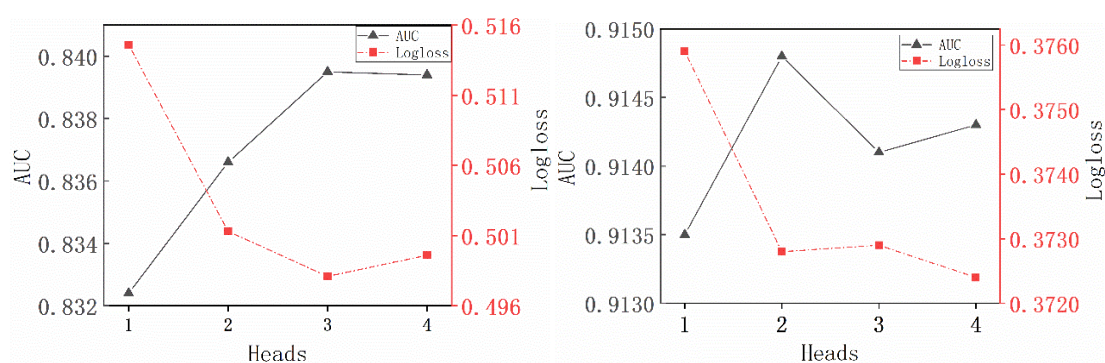 AUC
0.840
0.838
0.836
0.834
0.832
AUC
Logloss
0.516
0.511
0.506
0.501
0.496
Logloss
1 2 3 4
Heads
AUC
0.9150
0.9145
0.9140
0.9135
0.9130
AUC
Logloss
0.3760
0.3750
0.3740
0.3730
0.3720
Logloss
1 2 3 4
Heads